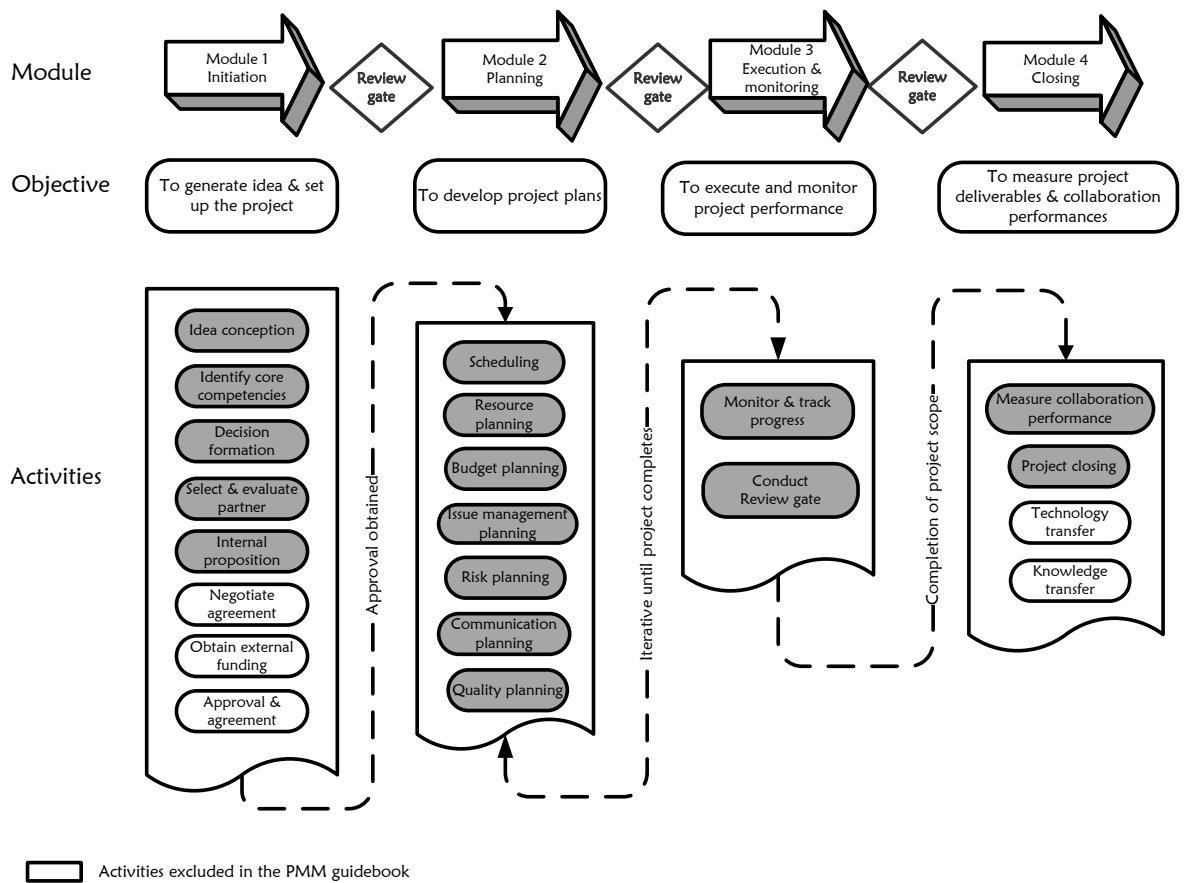 Module
Module 1
Initiation
Review
gate
Module 2
Planning
Review
gate
Module 3
Execution &
monitoring
Review
gate
Module 4
Closing
Objective
To generate idea & set
up the project
To develop project plans
To execute and monitor
project performance
To measure project
deliverables & collaboration
performances
Activities
Idea conception
Identify core
competencies
Decision
formation
Select & evaluate
partner
Internal
proposition
Negotiate
agreement
Obtain external
funding
Approval &
agreement
Approval obtained
Scheduling
Resource
planning
Budget planning
Issue management
planning
Risk planning
Communication
planning
Quality planning
Iterative until project completes
Monitor & track
progress
Conduct
Review gate
Completion of project scope
Measure collaboration
performance
Project closing
Technology
transfer
Knowledge
transfer
Activities excluded in the PMM guidebook